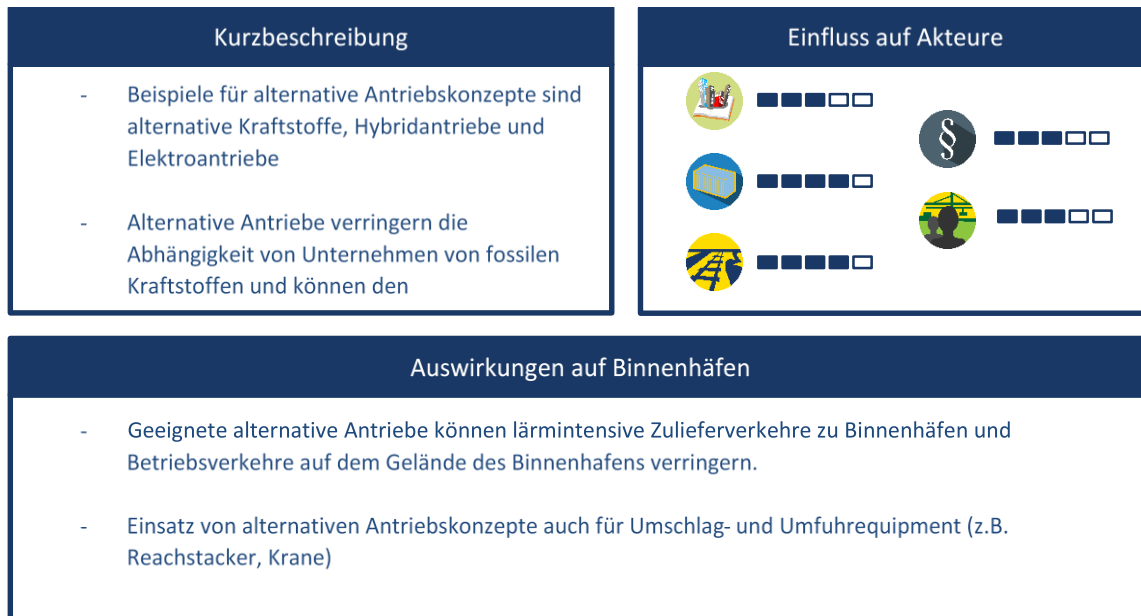 Kurzbeschreibung
- Beispiele für alternative Antriebskonzepte sind
alternative Kraftstoffe, Hybridantriebe und
Elektroantriebe
- Alternative Antriebe verringern die
Abhängigkeit von Unternehmen von fossilen
Kraftstoffen und können den
Einfluss auf Akteure
§
Auswirkungen auf Binnenhäfen
- Geeignete alternative Antriebe können lärmintensive Zulieferverkehre zu Binnenhäfen und
Betriebsverkehre auf dem Gelände des Binnenhafens verringern.
- Einsatz von alternativen Antriebskonzepte auch für Umschlag- und Umfuhrequipment (z.B.
Reachstacker, Krane)